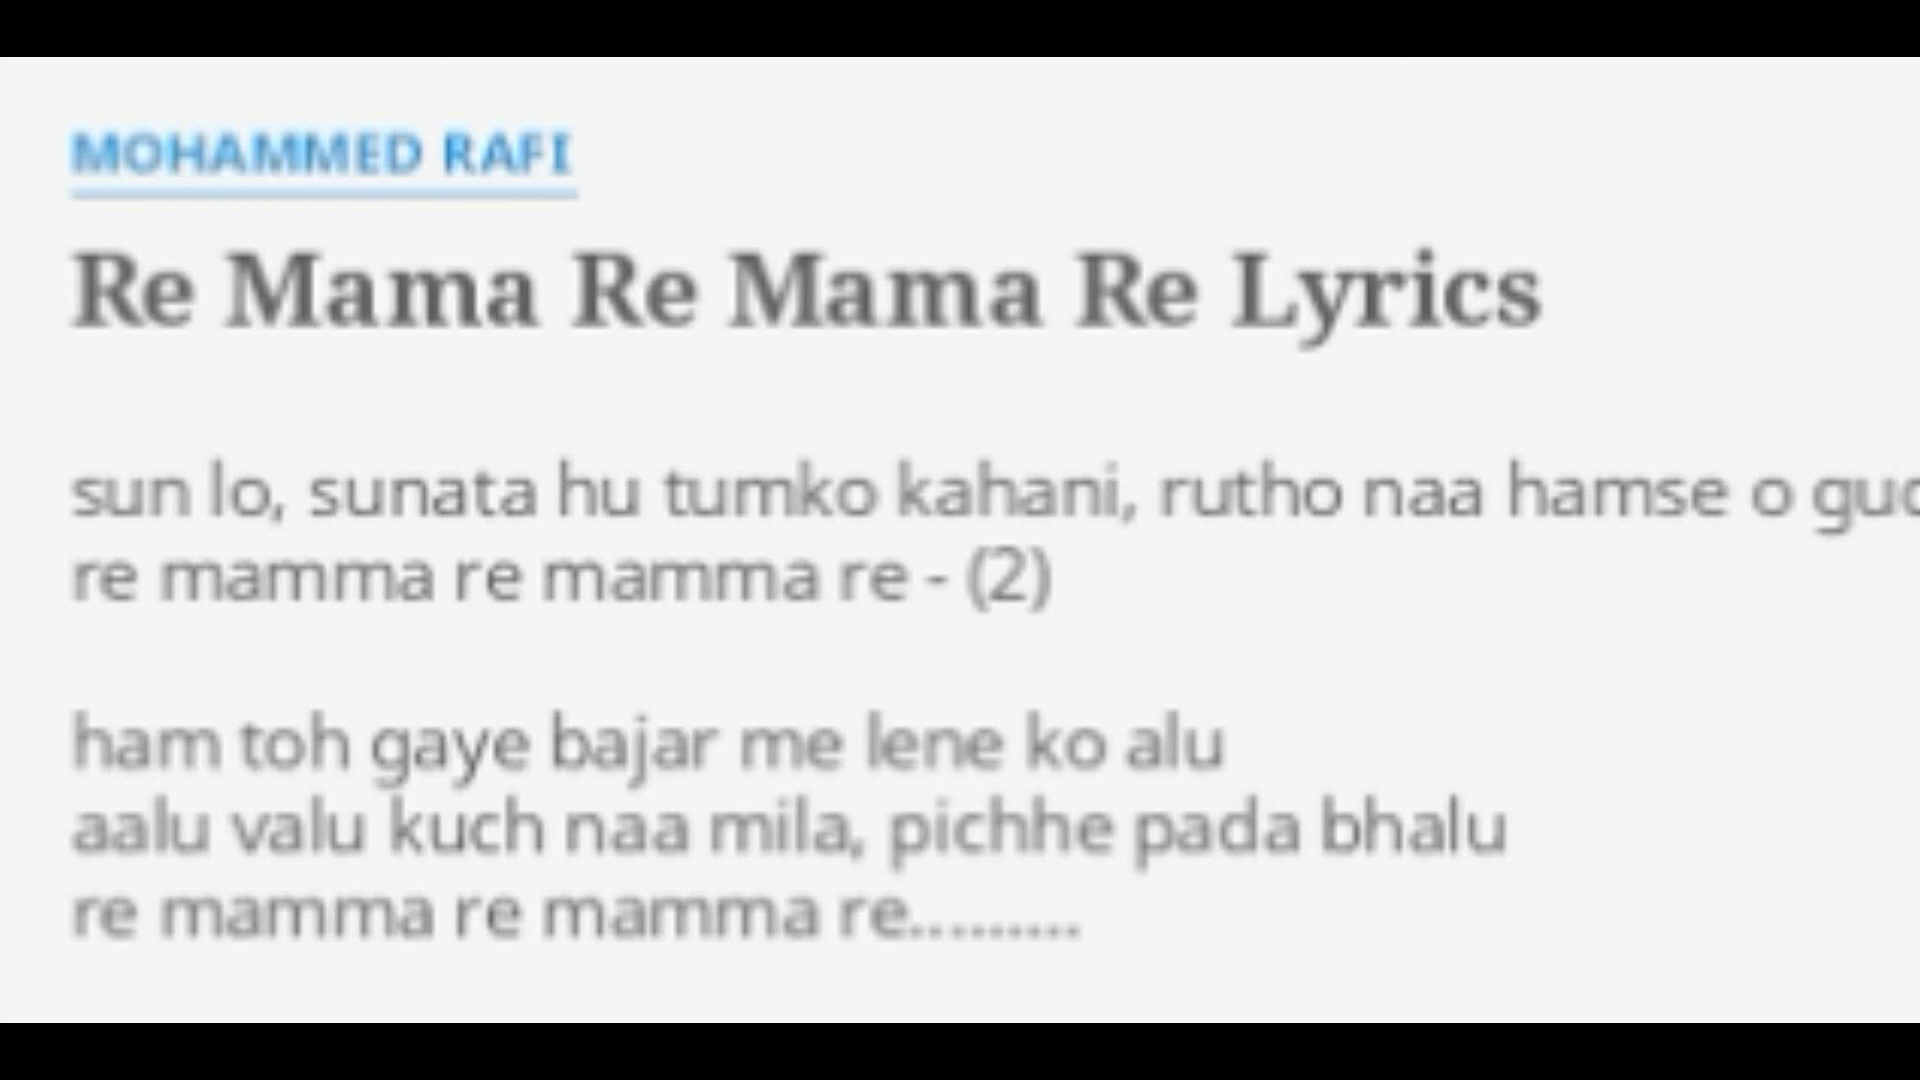 MOHAMMED RAFI
Re Mama Re Mama Re Lyrics
sun lo, sunata hu tumko kahani, rutho naa hamse o
re mamma re mamma re - (2)
ham toh gaye bajar me lene ko alu
aalu valu kuch naa mila, pichhe pada bhalu
re mamma re mamma re.........